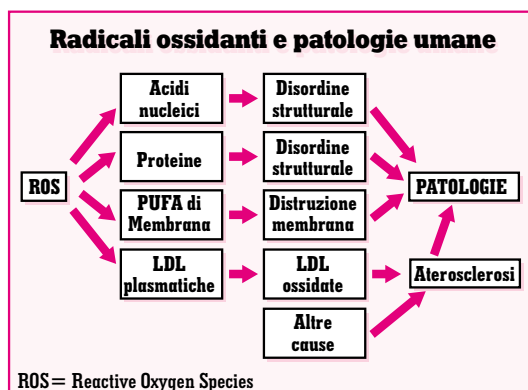 Radicali ossidanti e patologie umane
Acidi
nucleici
Disordine
strutturale
Proteine
Disordine
strutturale
ROS
PATOLOGIE
PUFA di
Membrana
Distruzione
membrana
LDL
plasmatiche
LDL
ossidate
Aterosclerosi
Altre
cause
ROS= Reactive Oxygen Species